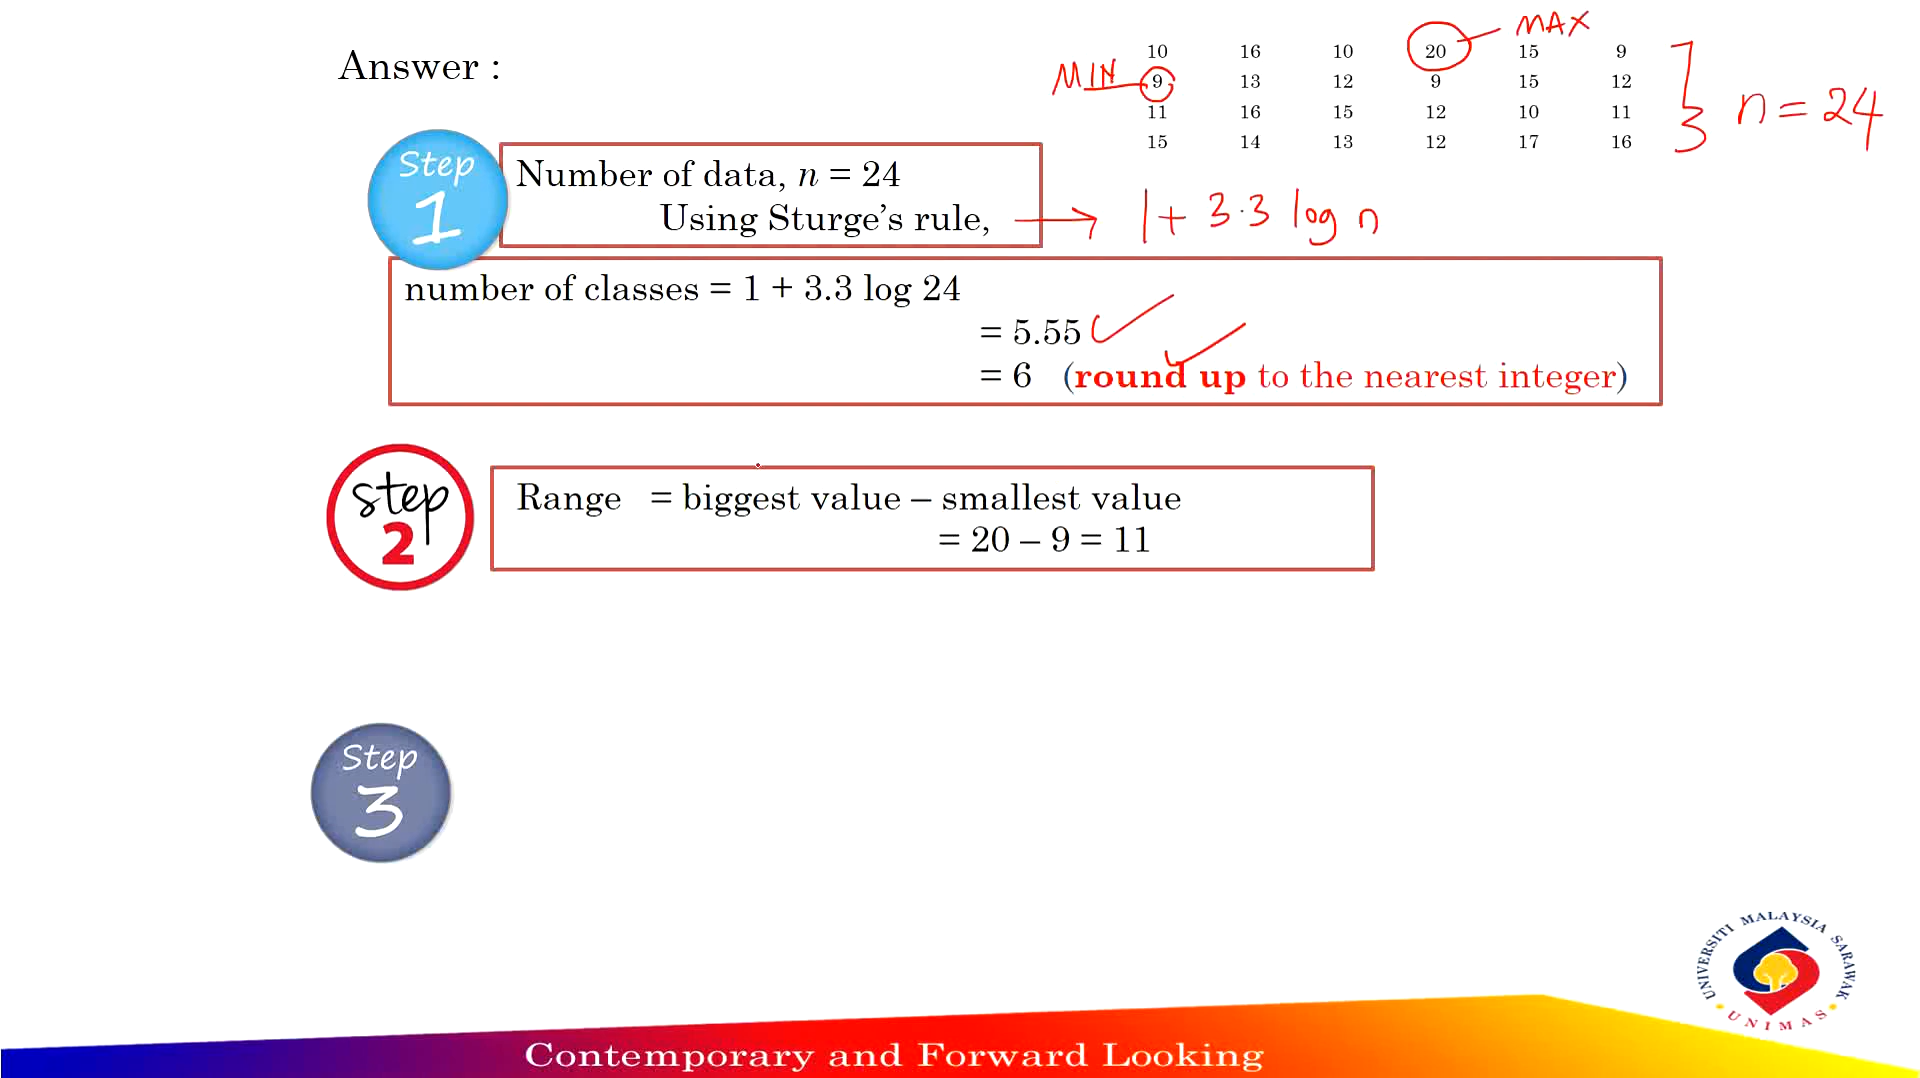 Answer :
MAX
10 16 10 20 15 9
MIN
9 13 12 9 15 12
11 16 15 12 10 11
15 14 13 12 17 16
n = 24
Step
1
Number of data, n = 24
Using Sturge’s rule,
1 + 3.3 log n
number of classes = 1 + 3.3 log 24
= 5.55
= 6 (round up to the nearest integer)
step
2
Range = biggest value – smallest value
= 20 – 9 = 11
Step
3
UNIVERSITI MALAYSIA SARAWAK
UNIMAS
Contemporary and Forward Looking